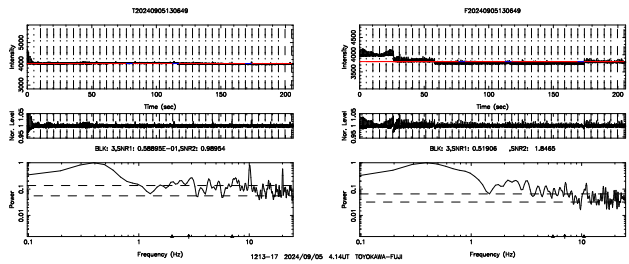 T20240905130649
F20240905130649
Intensity
3000 4000 5000
3500 4000 4500
0 50 100 150 200
Time (sec)
Nor. Level
0.95 1.05
BLK: 3,SNR1: 0.58895E-01,SNR2: 0.98954
BLK: 3,SNR1: 0.51906 ,SNR2: 1.8465
Power
0.01 0.1 1
0.1 1 10
Frequency (Hz)
1213-17 2024/09/05 4.14UT TOYOKAWA-FUJI